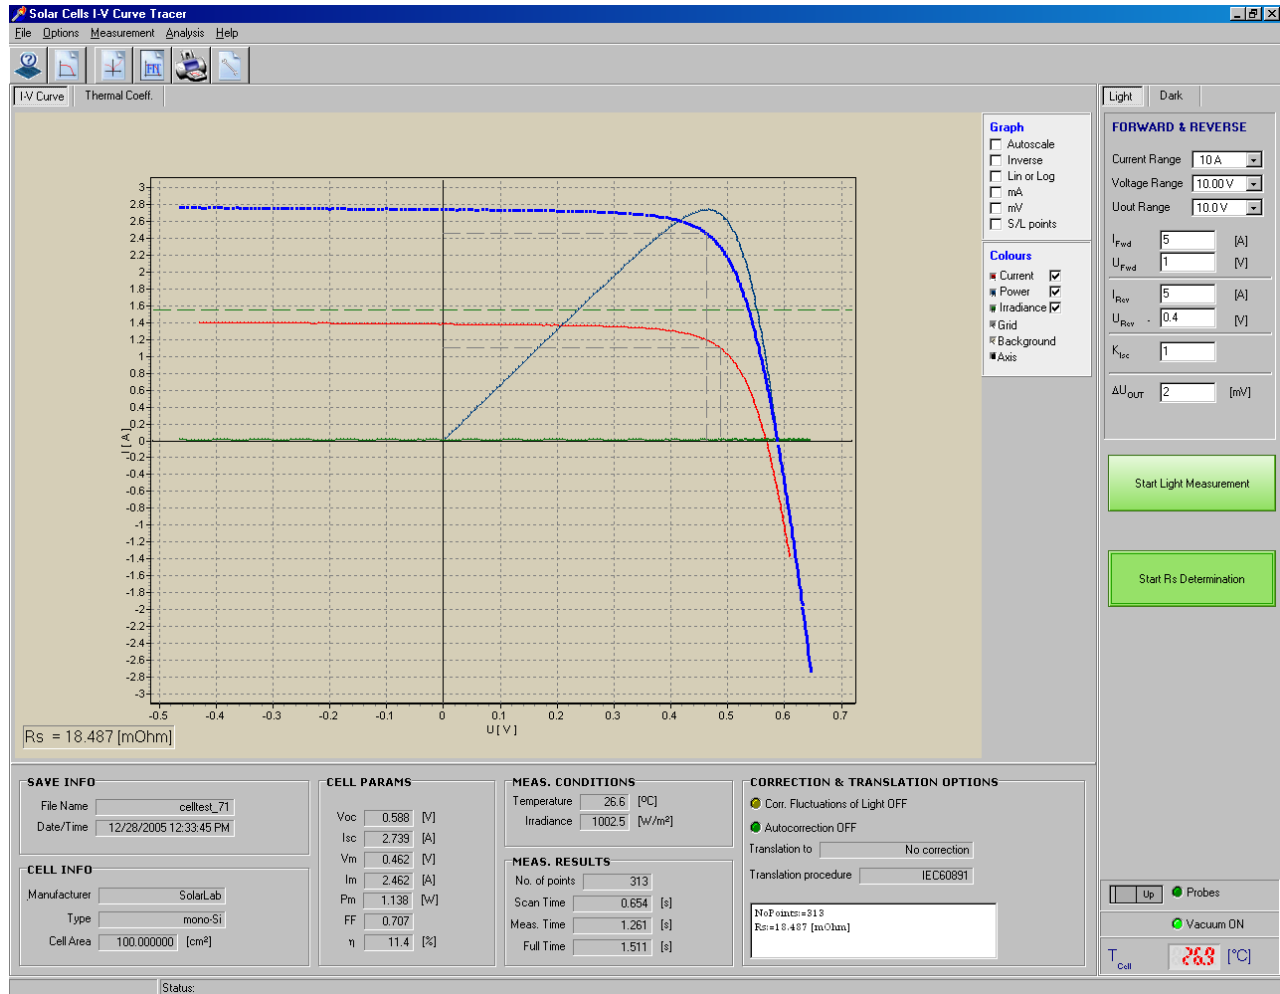 Solar Cells I-V Curve Tracer
File Options Measurement Analysis Help
FIT
I-V Curve Thermal Coeff.
Light Dark
Graph
Autoscale
Inverse
Lin or Log
mA
mV
S/L points
Colours
Current
Power
Irradiance
Grid
Background
Axis
FORWARD & REVERSE
Current Range 10 A
Voltage Range 10.00 V
Uout Range 10.0 V
I Fwd 5 [A]
U Fwd 1 [V]
I Rev 5 [A]
U Rev - 0.4 [V]
K Isc 1
ΔU OUT 2 [mV]
Start Light Measurement
Start Rs Determination
3
2.8
2.6
2.4
2.2
2
1.8
1.6
1.4
1.2
1
0.8
0.6
0.4
0.2
0
-0.2
-0.4
-0.6
-0.8
-1
-1.2
-1.4
-1.6
-1.8
-2
-2.2
-2.4
-2.6
-2.8
-3
I [ A ]
-0.5 -0.4 -0.3 -0.2 -0.1 0 0.1 0.2 0.3 0.4 0.5 0.6 0.7
U [ V ]
Rs = 18.487 [mOhm]
SAVE INFO
File Name celltest_71
Date/Time 12/28/2005 12:33:45 PM
CELL INFO
Manufacturer SolarLab
Type mono-Si
Cell Area 100.000000 [cm²]
CELL PARAMS
Voc 0.588 [V]
Isc 2.739 [A]
Vm 0.462 [V]
Im 2.462 [A]
Pm 1.138 [W]
FF 0.707
η 11.4 [%]
MEAS. CONDITIONS
Temperature 26.6 [ºC]
Irradiance 1002.5 [W/m²]
MEAS. RESULTS
No. of points 313
Scan Time 0.654 [s]
Meas. Time 1.261 [s]
Full Time 1.511 [s]
CORRECTION & TRANSLATION OPTIONS
Corr. Fluctuations of Light OFF
Autocorrection OFF
Translation to No correction
Translation procedure IEC60891
NoPoints:=313
Rs:=18.487 [mOhm]
Up Probes
Vacuum ON
T Cell 26.9 [°C]
Status: